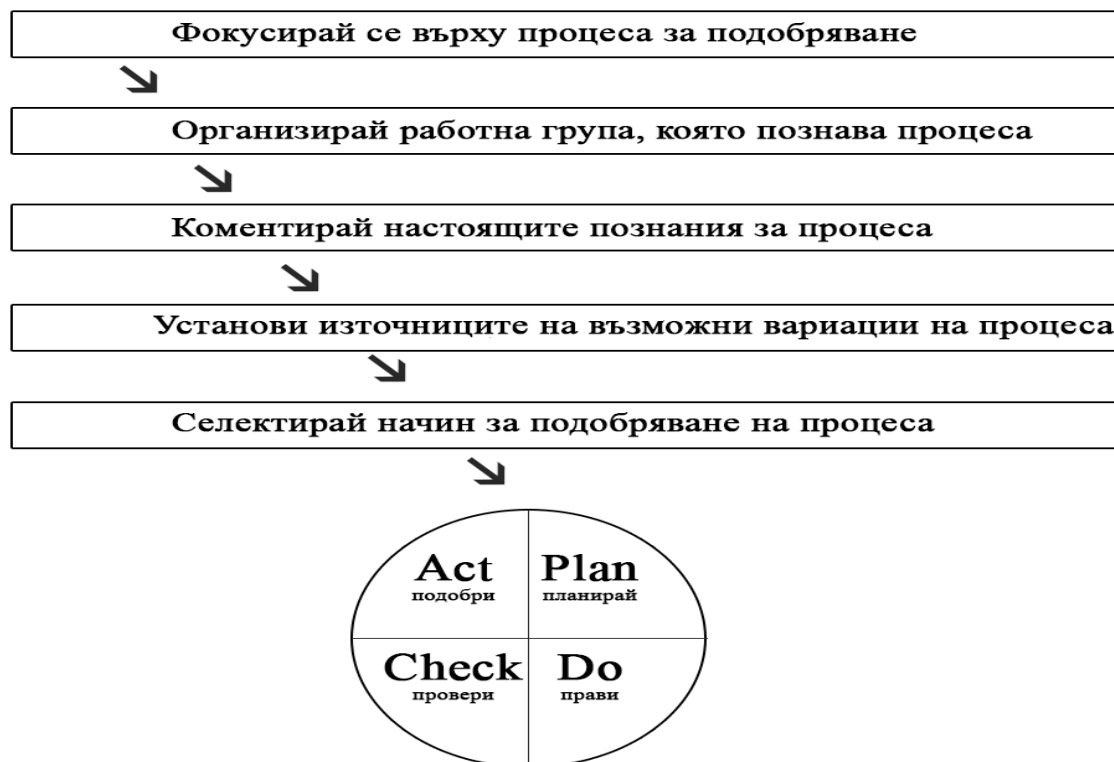 Фокусирай се върху процеса за подобряване
Организирай работна група, която познава процеса
Коментирай настоящите познания за процеса
Установи източниците на възможни вариации на процеса
Селектирай начин за подобряване на процеса
Act Plan
подобри планирай
Check Do
провери прави